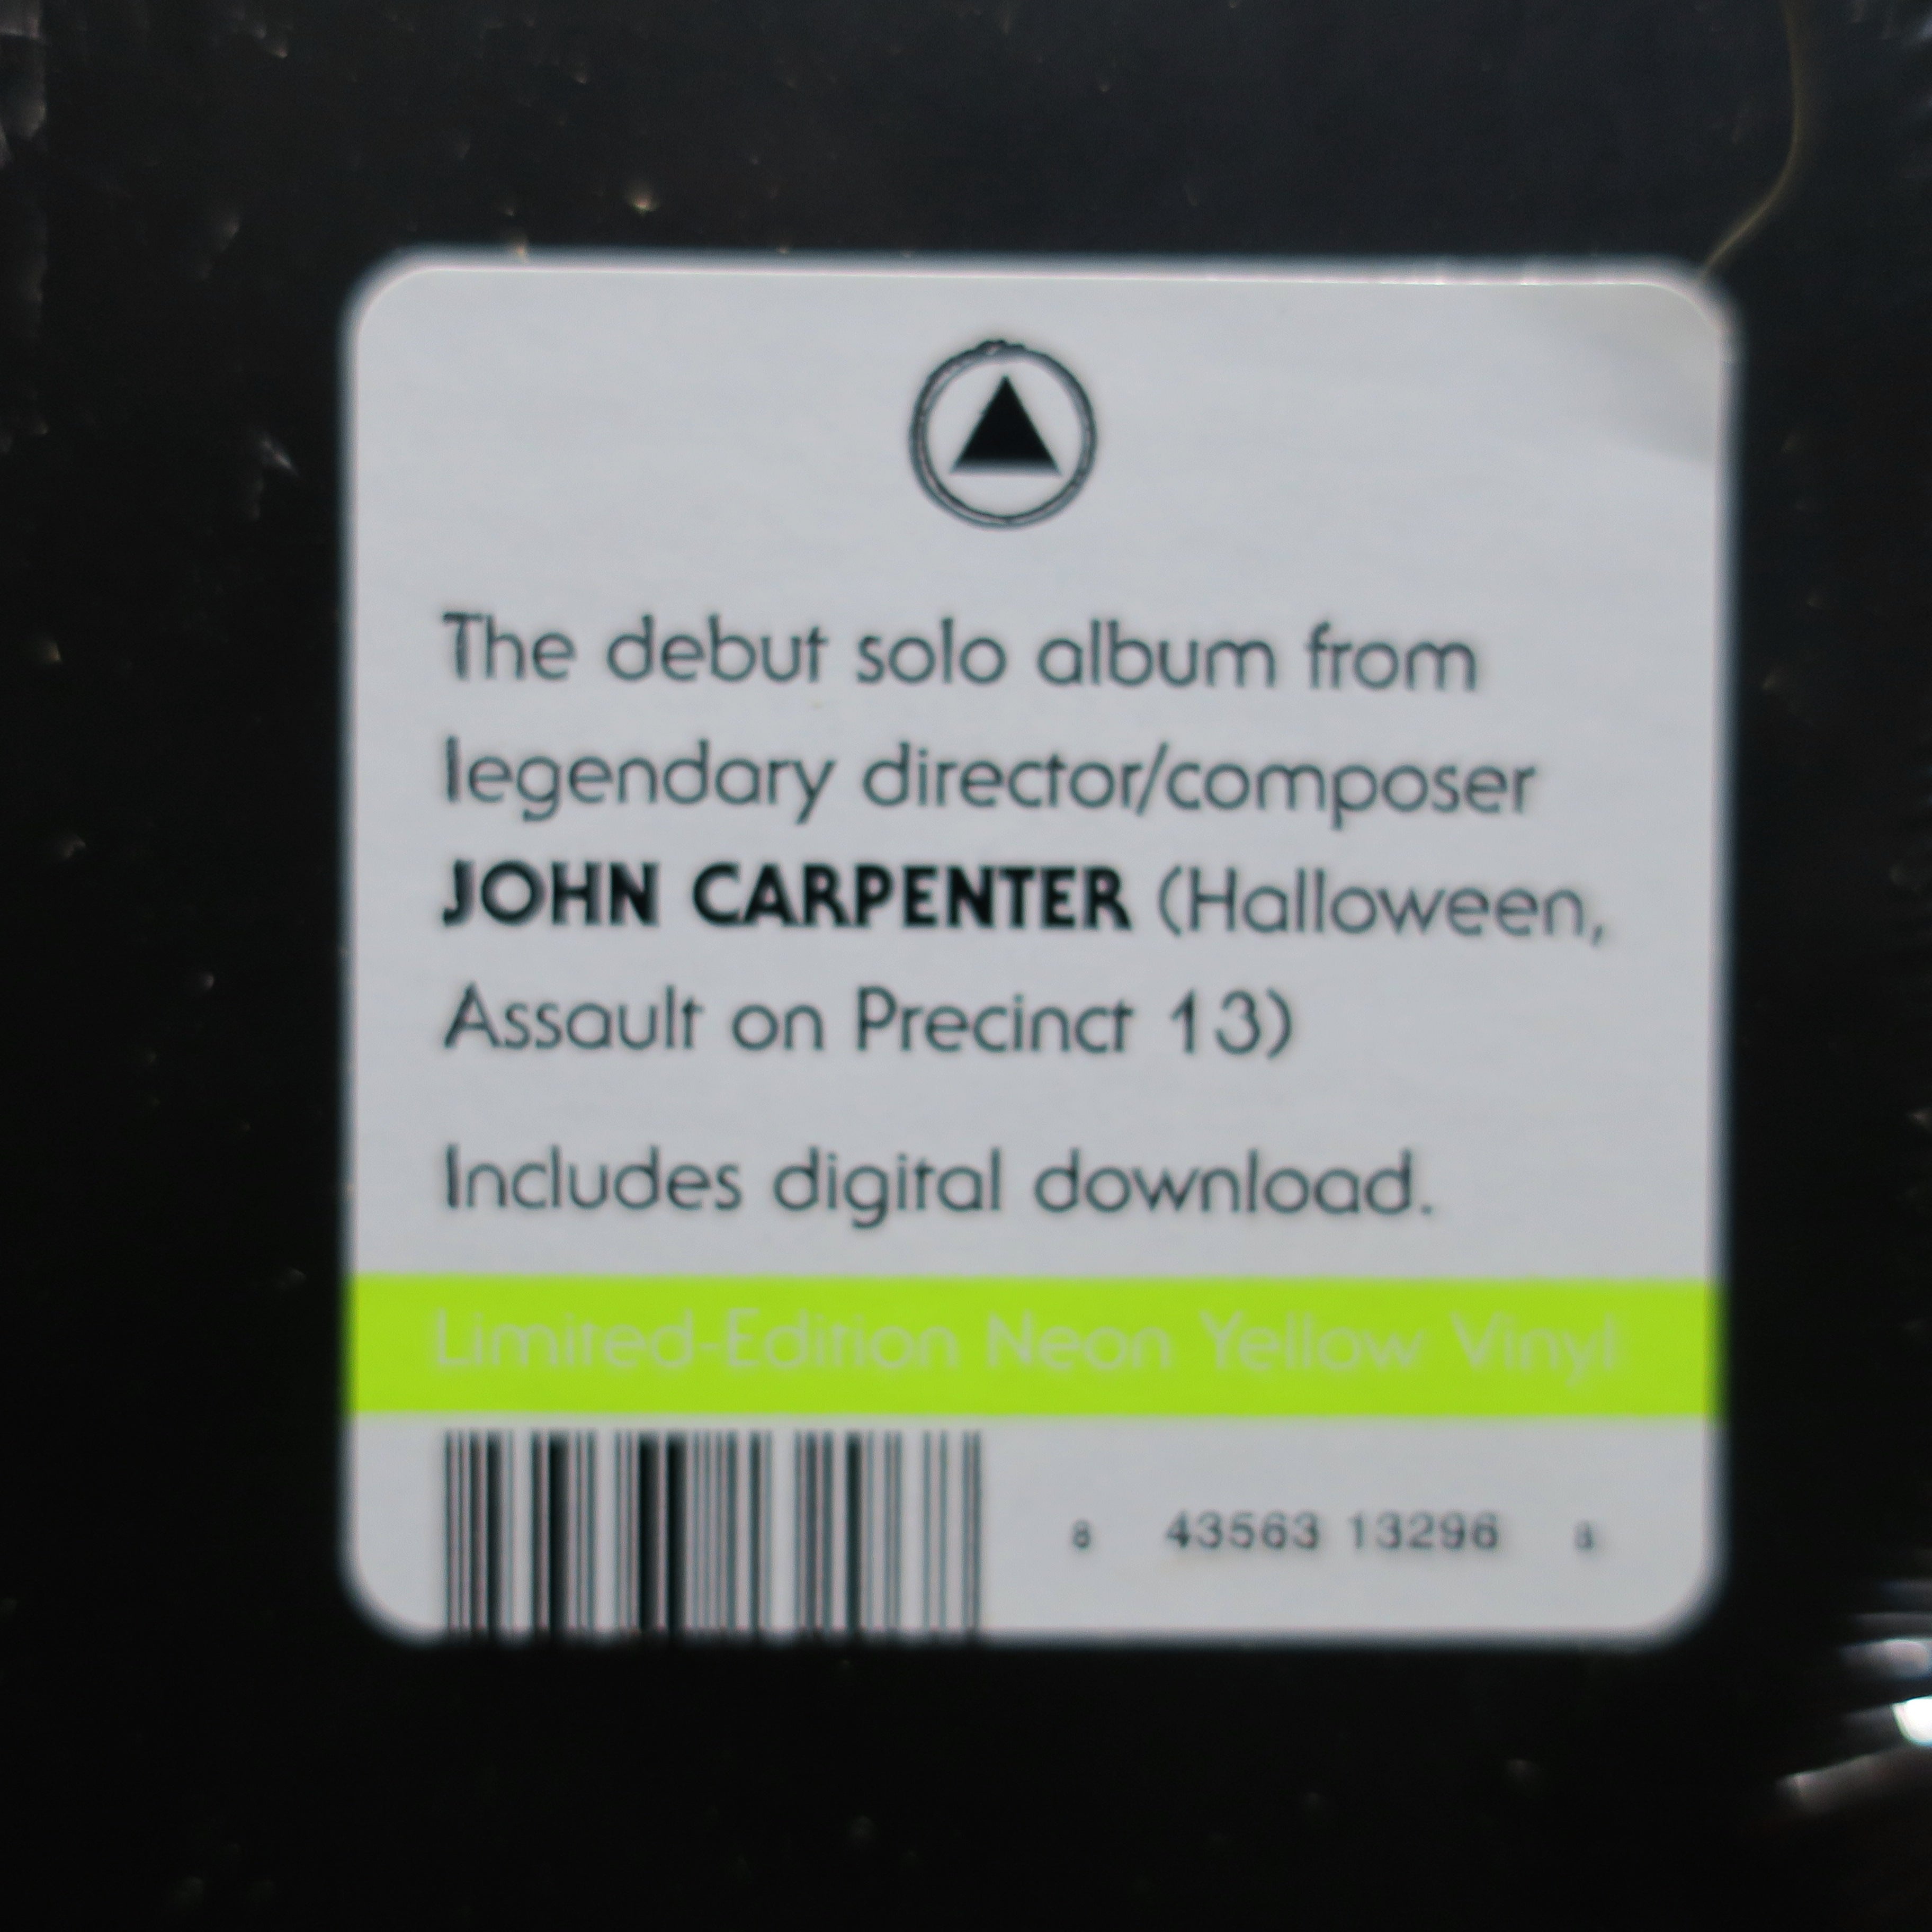 The debut solo album from
legendary director/composer
JOHN CARPENTER (Halloween,
Assault on Precinct 13)
Includes digital download.
Limited-Edition Neon Yellow Vinyl
8 43563 13296 8